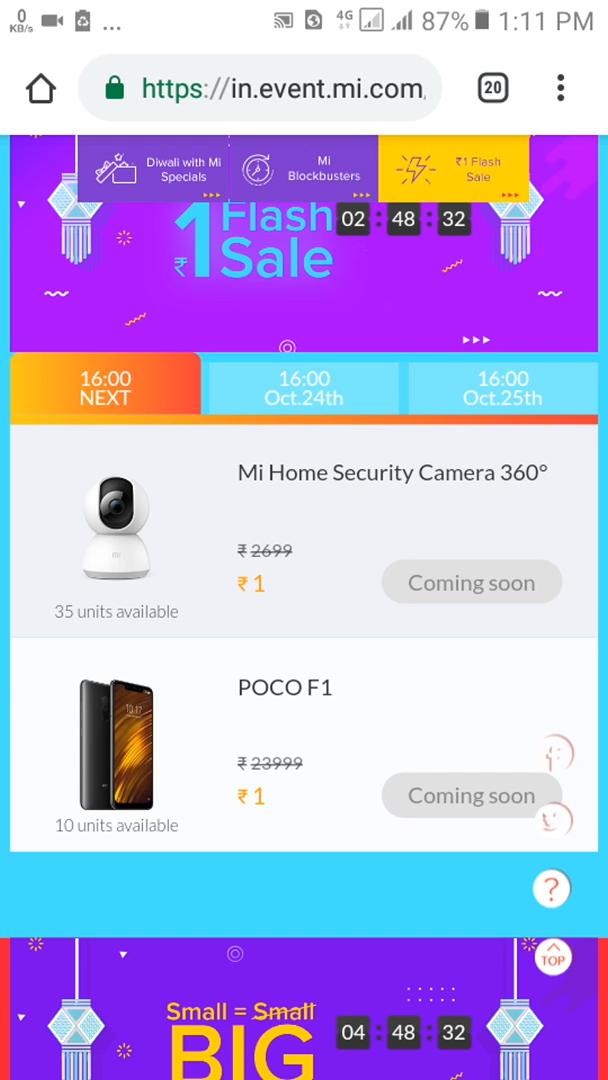 0
KB/s
...
4G
87%
1:11 PM
https://in.event.mi.com/
20
Diwali with Mi
Specials
Mi
Blockbusters
₹1 Flash
Sale
₹1 Flash
Sale
02 : 48 : 32
16:00
NEXT
16:00
Oct.24th
16:00
Oct.25th
Mi Home Security Camera 360°
₹ 2699
₹ 1
Coming soon
mi
35 units available
POCO F1
10:17
₹ 23999
₹ 1
Coming soon
10 units available
?
TOP
Small = Small
BIG
04 : 48 : 32